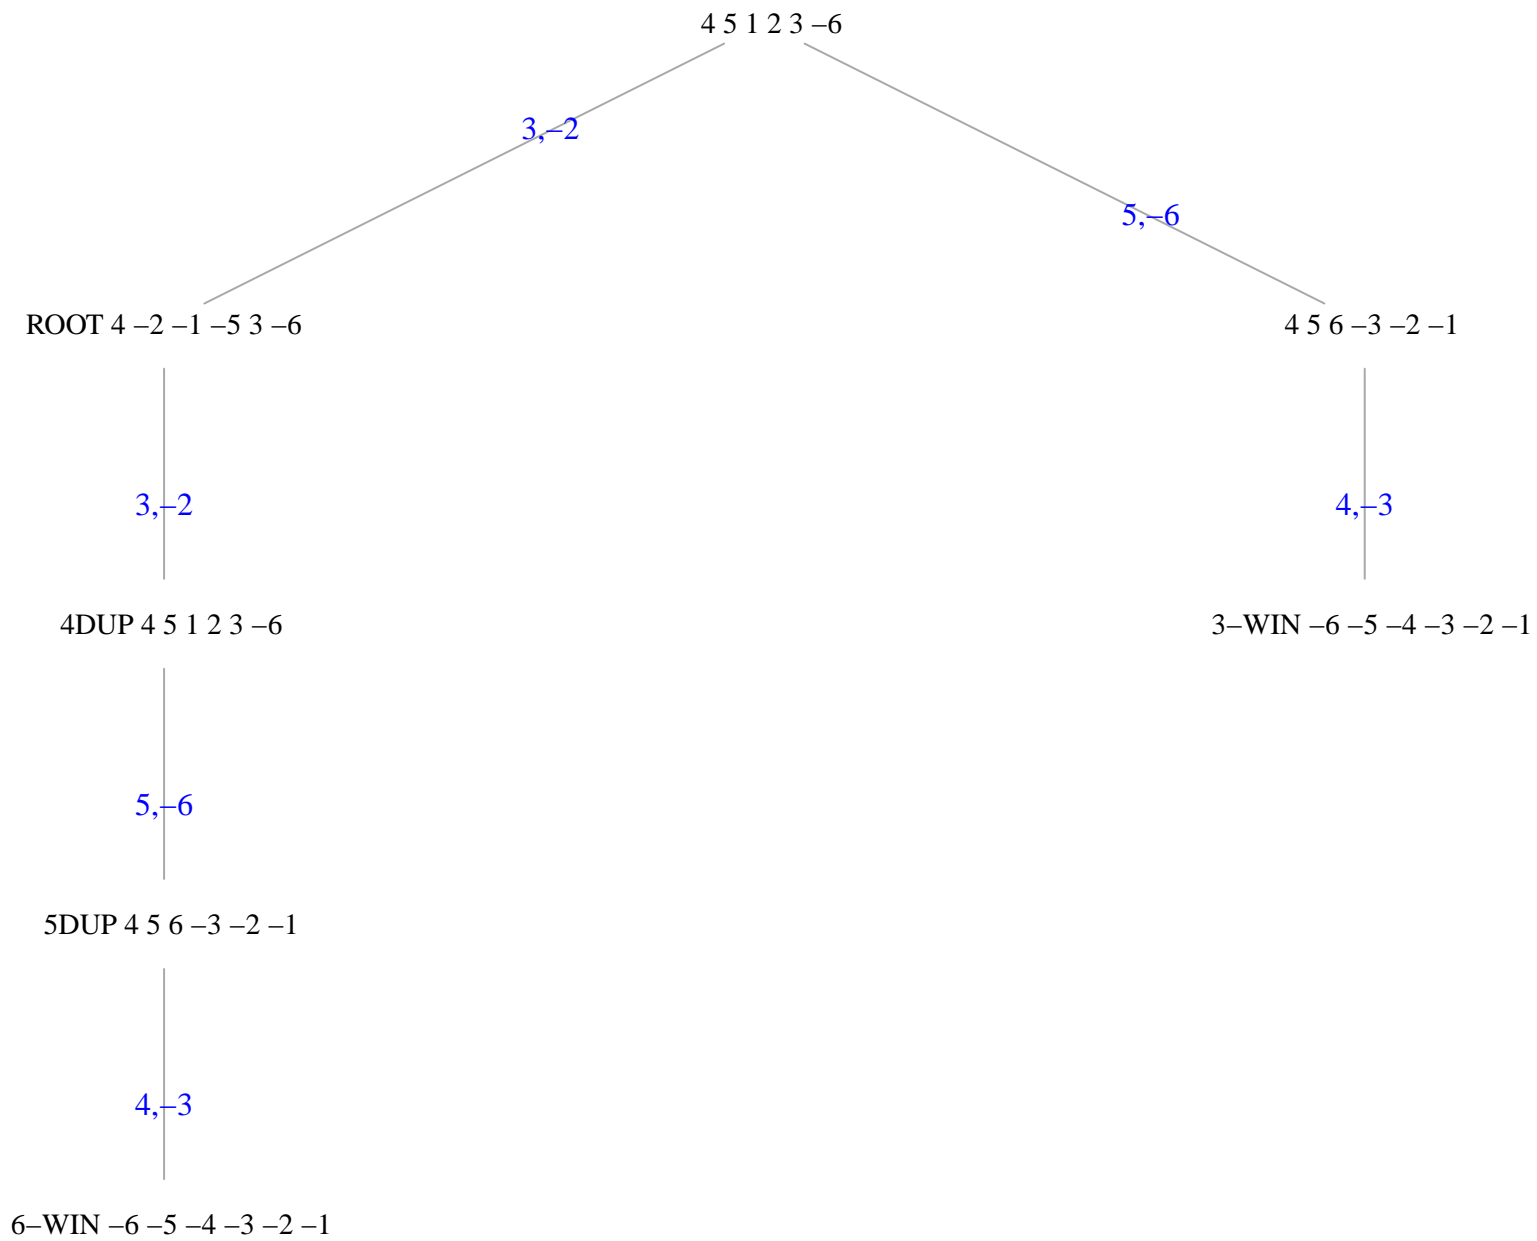 4 5 1 2 3 –6
3,–2
5,–6
ROOT 4 –2 –1 –5 3 –6
4 5 6 –3 –2 –1
3,–2
4,–3
4DUP 4 5 1 2 3 –6
3–WIN –6 –5 –4 –3 –2 –1
5,–6
5DUP 4 5 6 –3 –2 –1
4,–3
6–WIN –6 –5 –4 –3 –2 –1